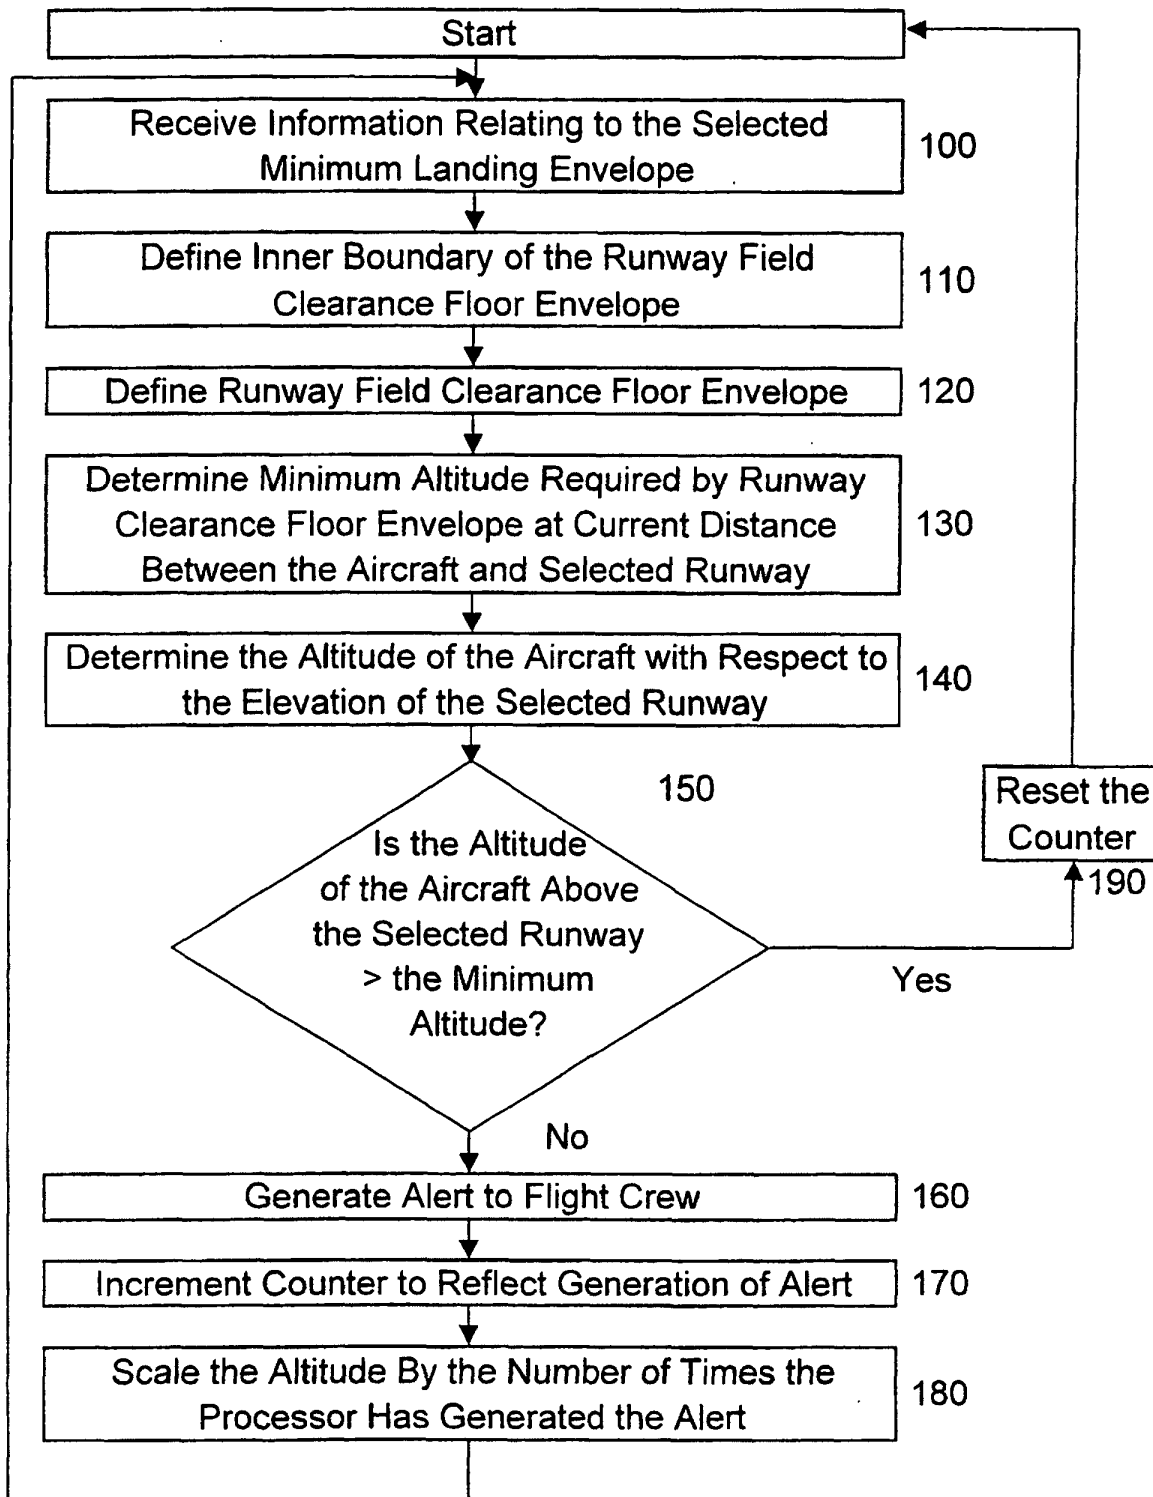 Start
Receive Information Relating to the Selected
Minimum Landing Envelope
100
Define Inner Boundary of the Runway Field
Clearance Floor Envelope
110
Define Runway Field Clearance Floor Envelope
120
Determine Minimum Altitude Required by Runway
Clearance Floor Envelope at Current Distance
Between the Aircraft and Selected Runway
130
Determine the Altitude of the Aircraft with Respect to
the Elevation of the Selected Runway
140
150
Is the Altitude
of the Aircraft Above
the Selected Runway
> the Minimum
Altitude?
Yes
Reset the
Counter
190
No
Generate Alert to Flight Crew
160
Increment Counter to Reflect Generation of Alert
170
Scale the Altitude By the Number of Times the
Processor Has Generated the Alert
180